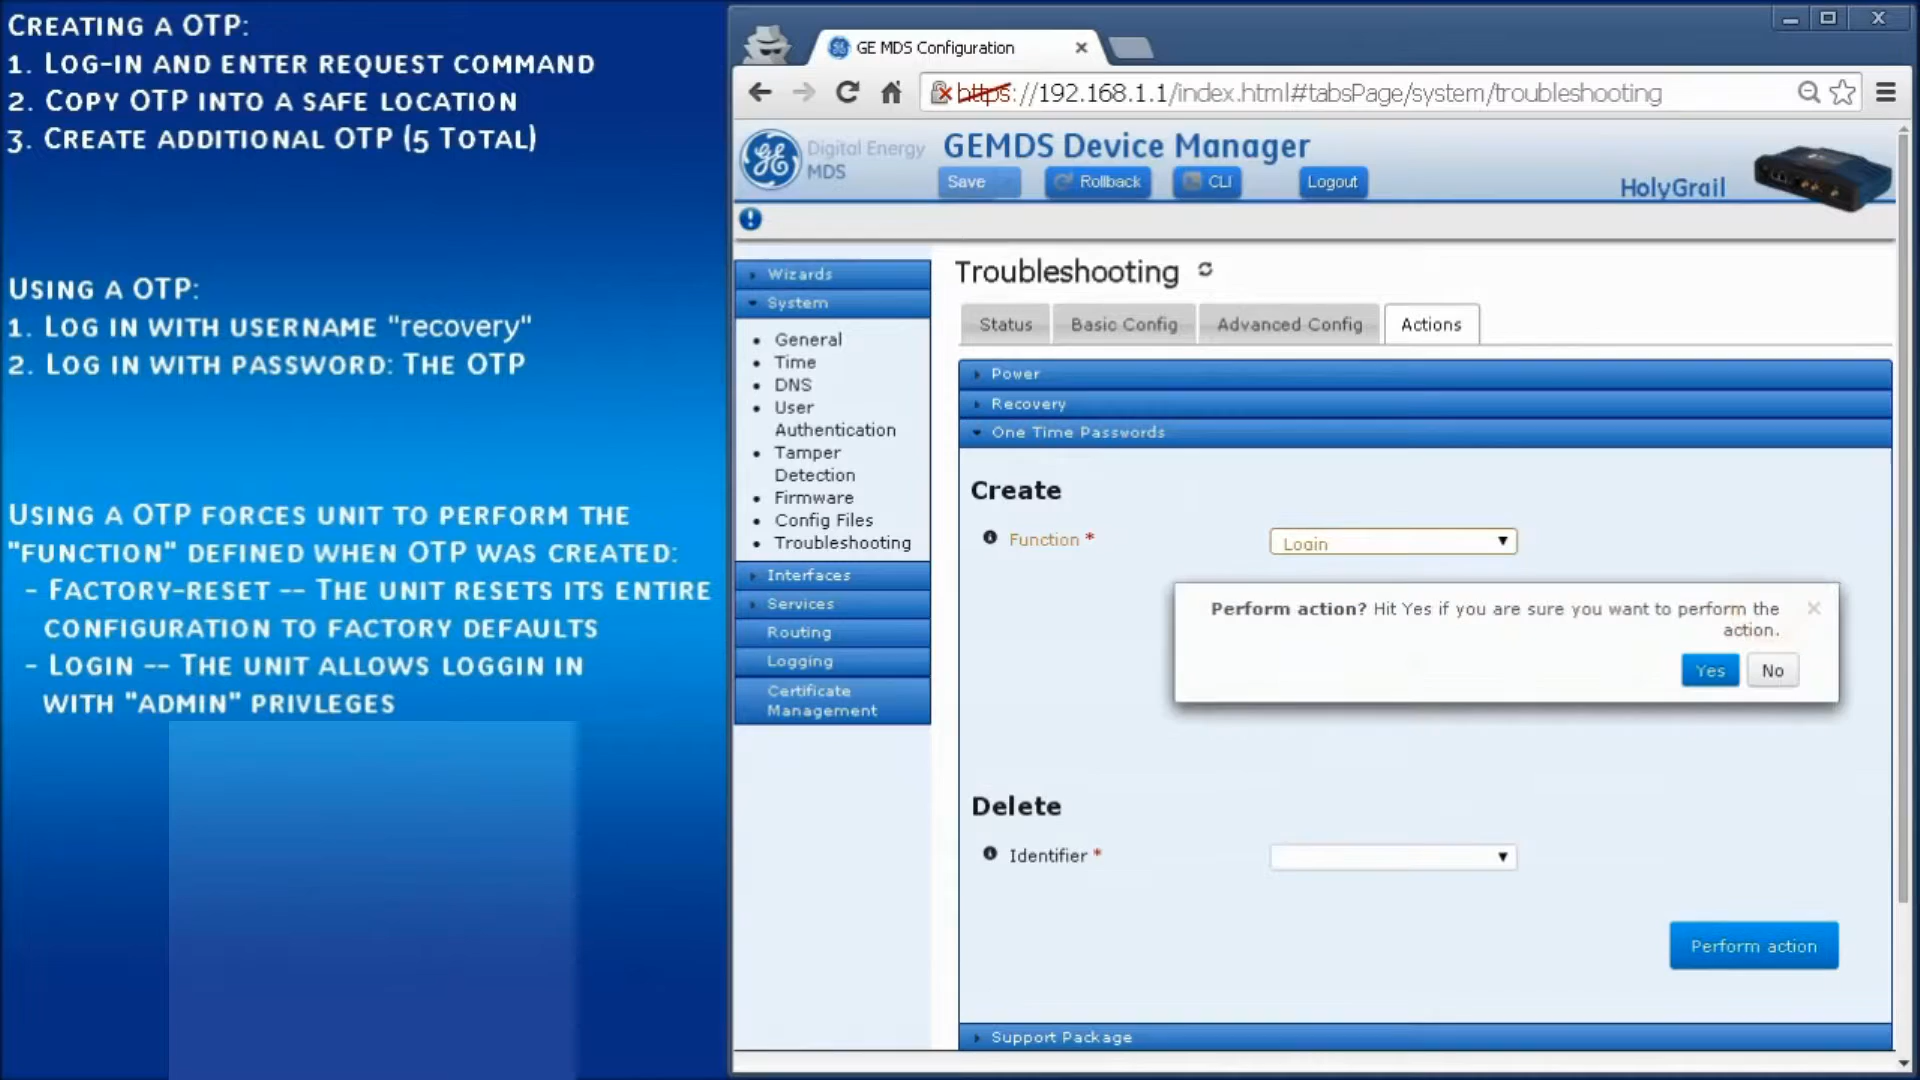 CREATING A OTP:
1. LOG-IN AND ENTER REQUEST COMMAND
2. COPY OTP INTO A SAFE LOCATION
3. CREATE ADDITIONAL OTP (5 TOTAL)
USING A OTP:
1. LOG IN WITH USERNAME "recovery"
2. LOG IN WITH PASSWORD: THE OTP
USING A OTP FORCES UNIT TO PERFORM THE
"FUNCTION" DEFINED WHEN OTP WAS CREATED:
- FACTORY-RESET -- THE UNIT RESETS ITS ENTIRE
CONFIGURATION TO FACTORY DEFAULTS
- LOGIN -- THE UNIT ALLOWS LOGGIN IN
WITH "ADMIN" PRIVLEGES
GE MDS Configuration
https://192.168.1.1/index.html#tabsPage/system/troubleshooting
Digital Energy
MDS
GEMDS Device Manager
Save Rollback CLI Logout
HolyGrail
Wizards
System
General
Time
DNS
User
Authentication
Tamper
Detection
Firmware
Config Files
Troubleshooting
Interfaces
Services
Routing
Logging
Certificate
Management
Troubleshooting
Status Basic Config Advanced Config Actions
Power
Recovery
One Time Passwords
Create
Function * Login
Perform action? Hit Yes if you are sure you want to perform the
action.
Yes No
Delete
Identifier *
Perform action
Support Package